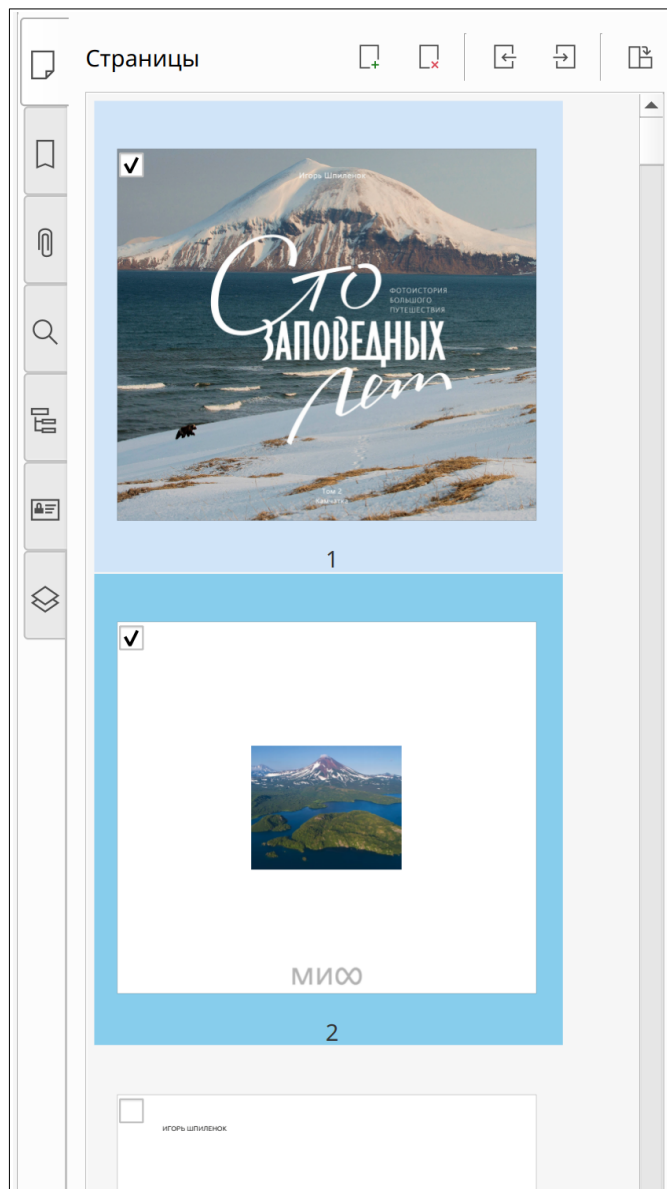 Страницы
Игорь Шпиленок
Сто
ФОТОИСТОРИЯ
БОЛЬШОГО
ПУТЕШЕСТВИЯ
ЗАПОВЕДНЫХ
Лет
Том 2
Камчатка
1
миф
2
ИГОРЬ ШПИЛЕНОК